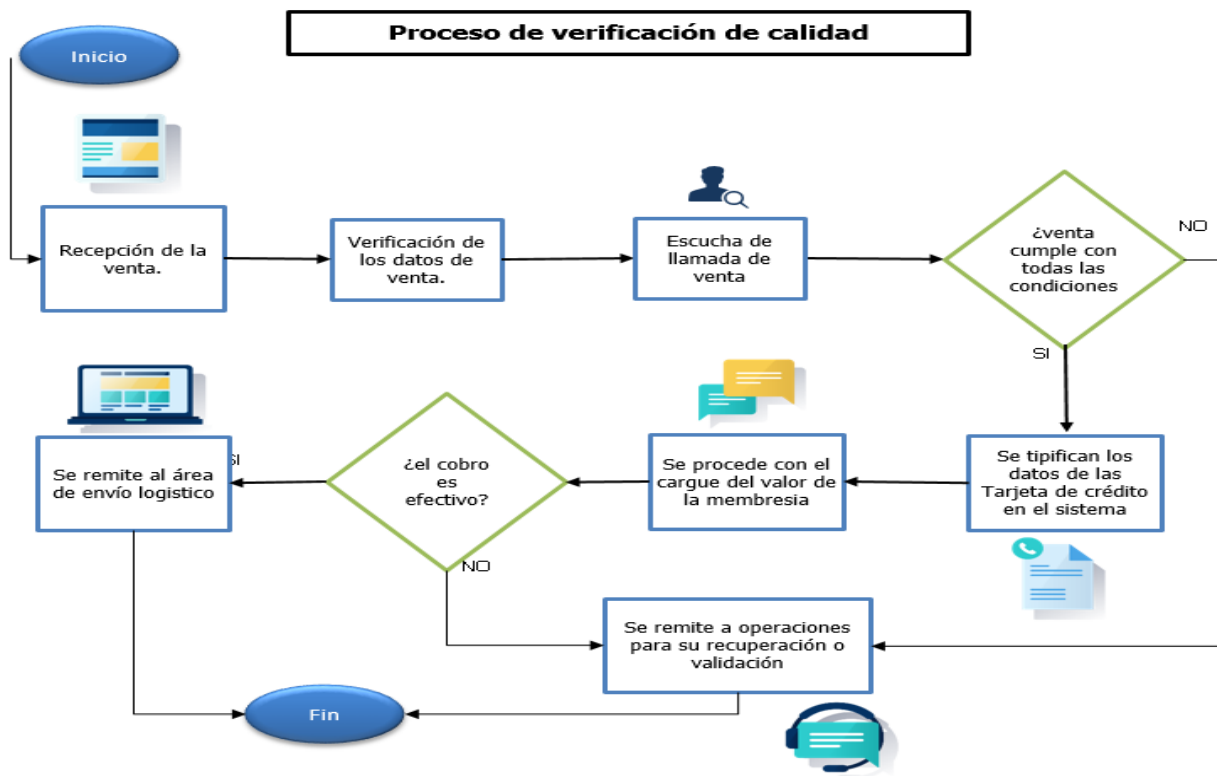 Proceso de verificación de calidad
Inicio
Recepción de la
venta.
Verificación de
los datos de
venta.
Escucha de
llamada de
venta
¿venta
cumple con
todas las
condiciones
NO
SI
Se tipifican los
datos de las
Tarjeta de crédito
en el sistema
Se procede con el
cargue del valor de
la membresia
¿el cobro
es
efectivo?
SI
Se remite al área
de envío logistico
NO
Se remite a operaciones
para su recuperación o
validación
Fin